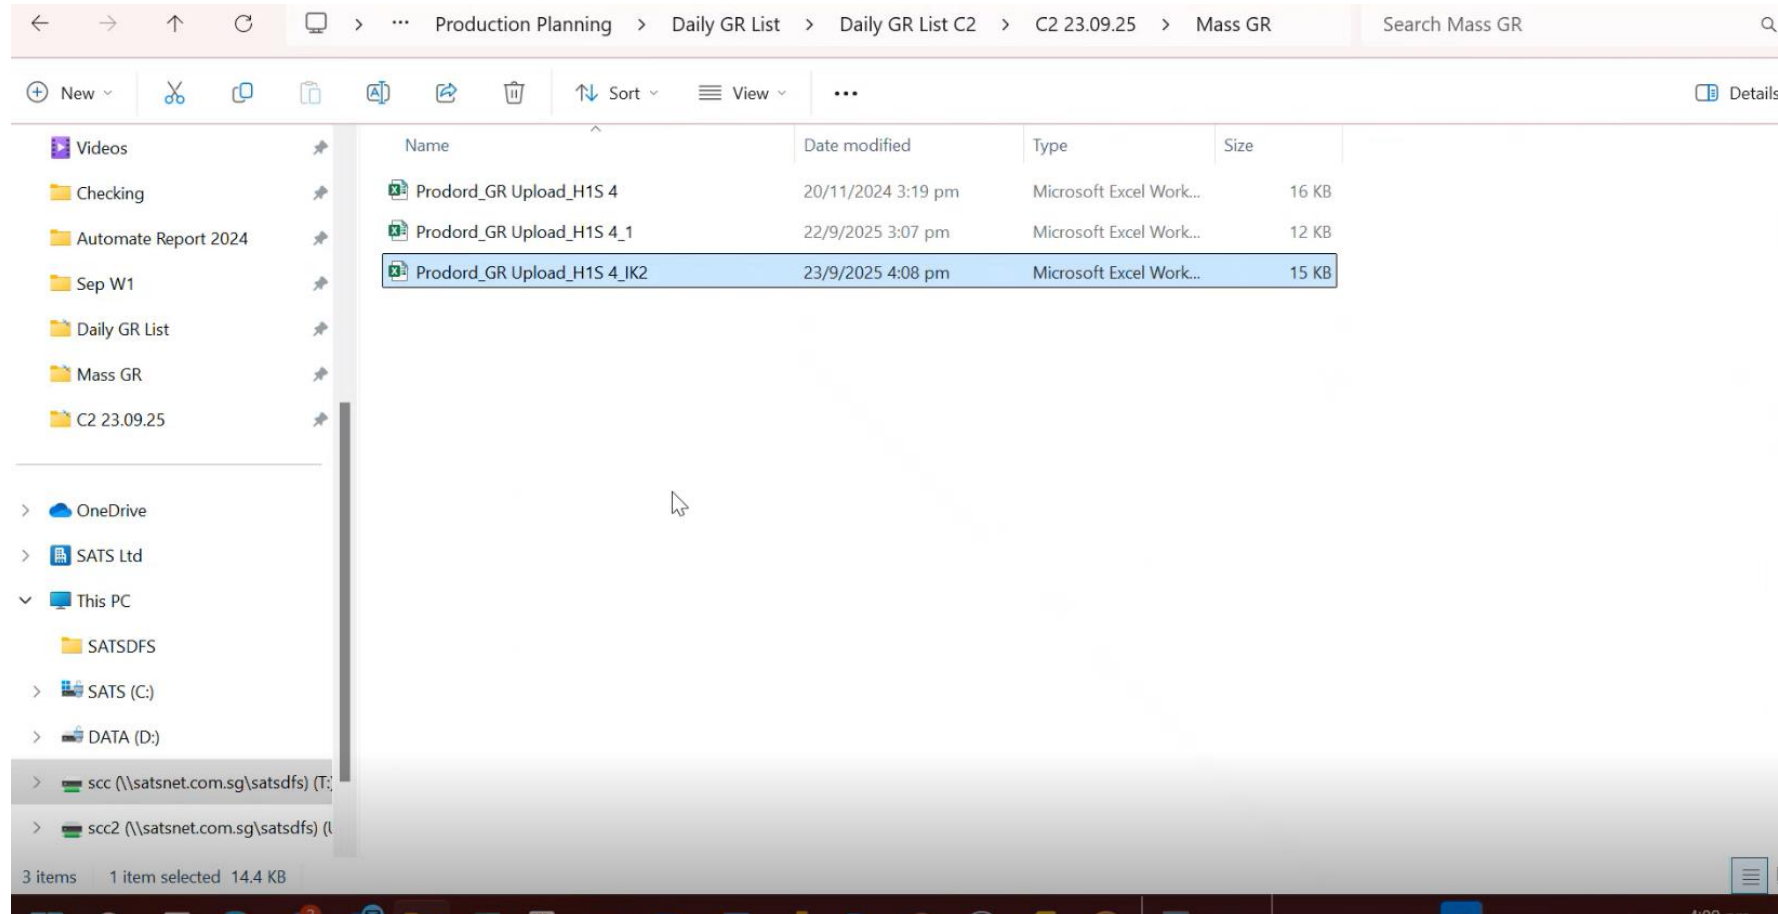 > ... Production Planning > Daily GR List > Daily GR List C2 > C2 23.09.25 > Mass GR Search Mass GR
New Sort View ... Details
Name Date modified Type Size
Videos
Checking
Automate Report 2024
Sep W1
Daily GR List
Mass GR
C2 23.09.25
OneDrive
SATS Ltd
This PC
SATSDFS
SATS (C:)
DATA (D:)
scc (\\satsnet.com.sg\satsdfs) (T:)
scc2 (\\satsnet.com.sg\satsdfs) (
Prodord_GR Upload_H1S 4 20/11/2024 3:19 pm Microsoft Excel Work... 16 KB
Prodord_GR Upload_H1S 4_1 22/9/2025 3:07 pm Microsoft Excel Work... 12 KB
Prodord_GR Upload_H1S 4_IK2 23/9/2025 4:08 pm Microsoft Excel Work... 15 KB
3 items 1 item selected 14.4 KB